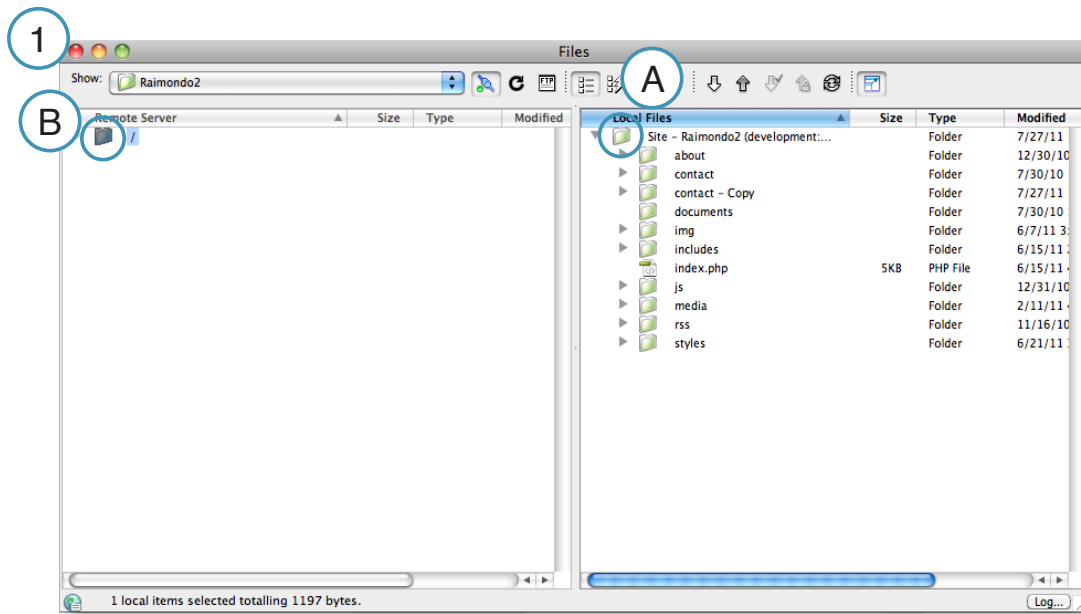 1
Files
Show: Raimondo2 FTP A
B
Remote Server Size Type Modified
/
Local Files Size Type Modified
Site – Raimondo2 (development:... Folder 7/27/11
about Folder 12/30/10
contact Folder 7/30/10
contact – Copy Folder 7/27/11
documents Folder 7/30/10
img Folder 6/7/11 3:
includes Folder 6/15/11
index.php 5KB PHP File 6/15/11
js Folder 12/31/10
media Folder 2/11/11
rss Folder 11/16/10
styles Folder 6/21/11
1 local items selected totalling 1197 bytes.
Log...